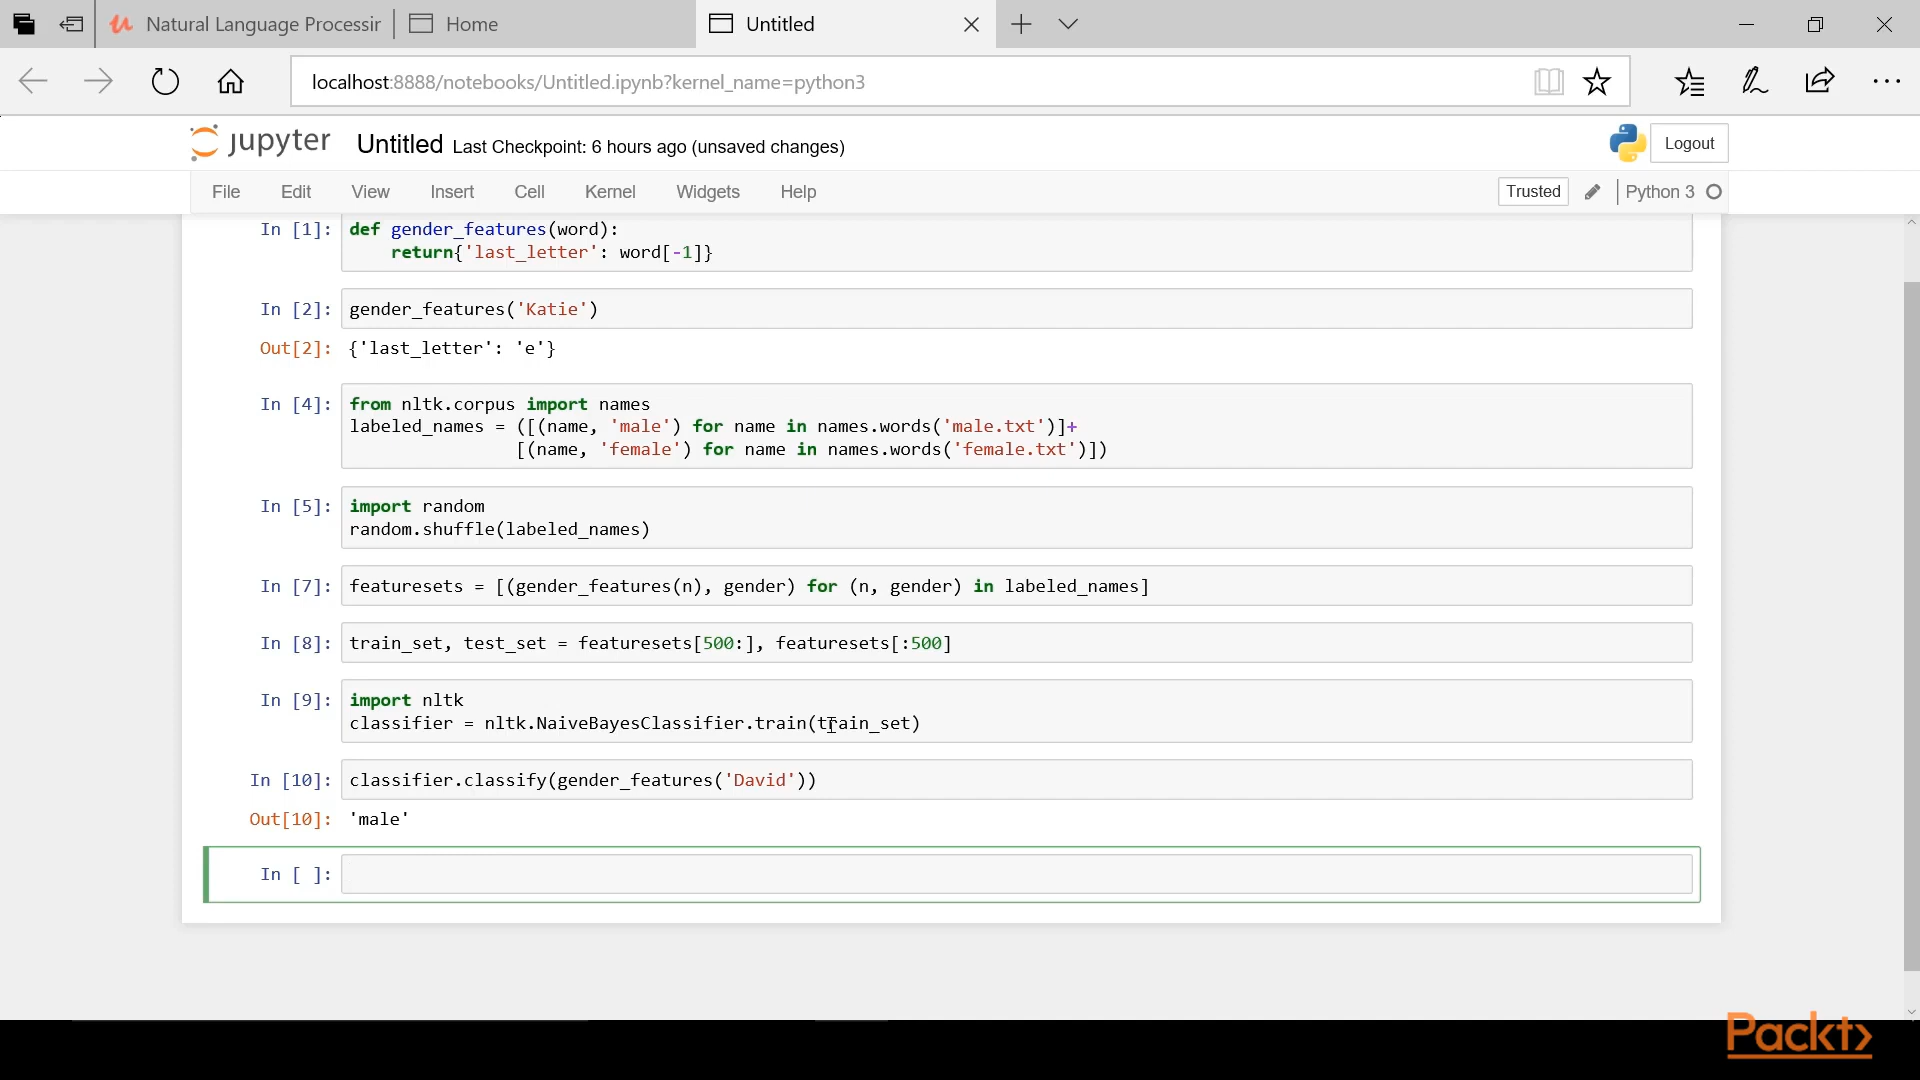 Natural Language Processir
Home
Untitled
localhost:8888/notebooks/Untitled.ipynb?kernel_name=python3
jupyter
Untitled Last Checkpoint: 6 hours ago (unsaved changes)
Logout
File Edit View Insert Cell Kernel Widgets Help
Trusted
Python 3
In [1]: def gender_features(word):
    return{'last_letter': word[-1]}
In [2]: gender_features('Katie')
Out[2]: {'last_letter': 'e'}
In [4]: from nltk.corpus import names
labeled_names = ([(name, 'male') for name in names.words('male.txt')]+
                [(name, 'female') for name in names.words('female.txt')])
In [5]: import random
random.shuffle(labeled_names)
In [7]: featuresets = [(gender_features(n), gender) for (n, gender) in labeled_names]
In [8]: train_set, test_set = featuresets[500:], featuresets[:500]
In [9]: import nltk
classifier = nltk.NaiveBayesClassifier.train(train_set)
In [10]: classifier.classify(gender_features('David'))
Out[10]: 'male'
In [ ]:
Packt>